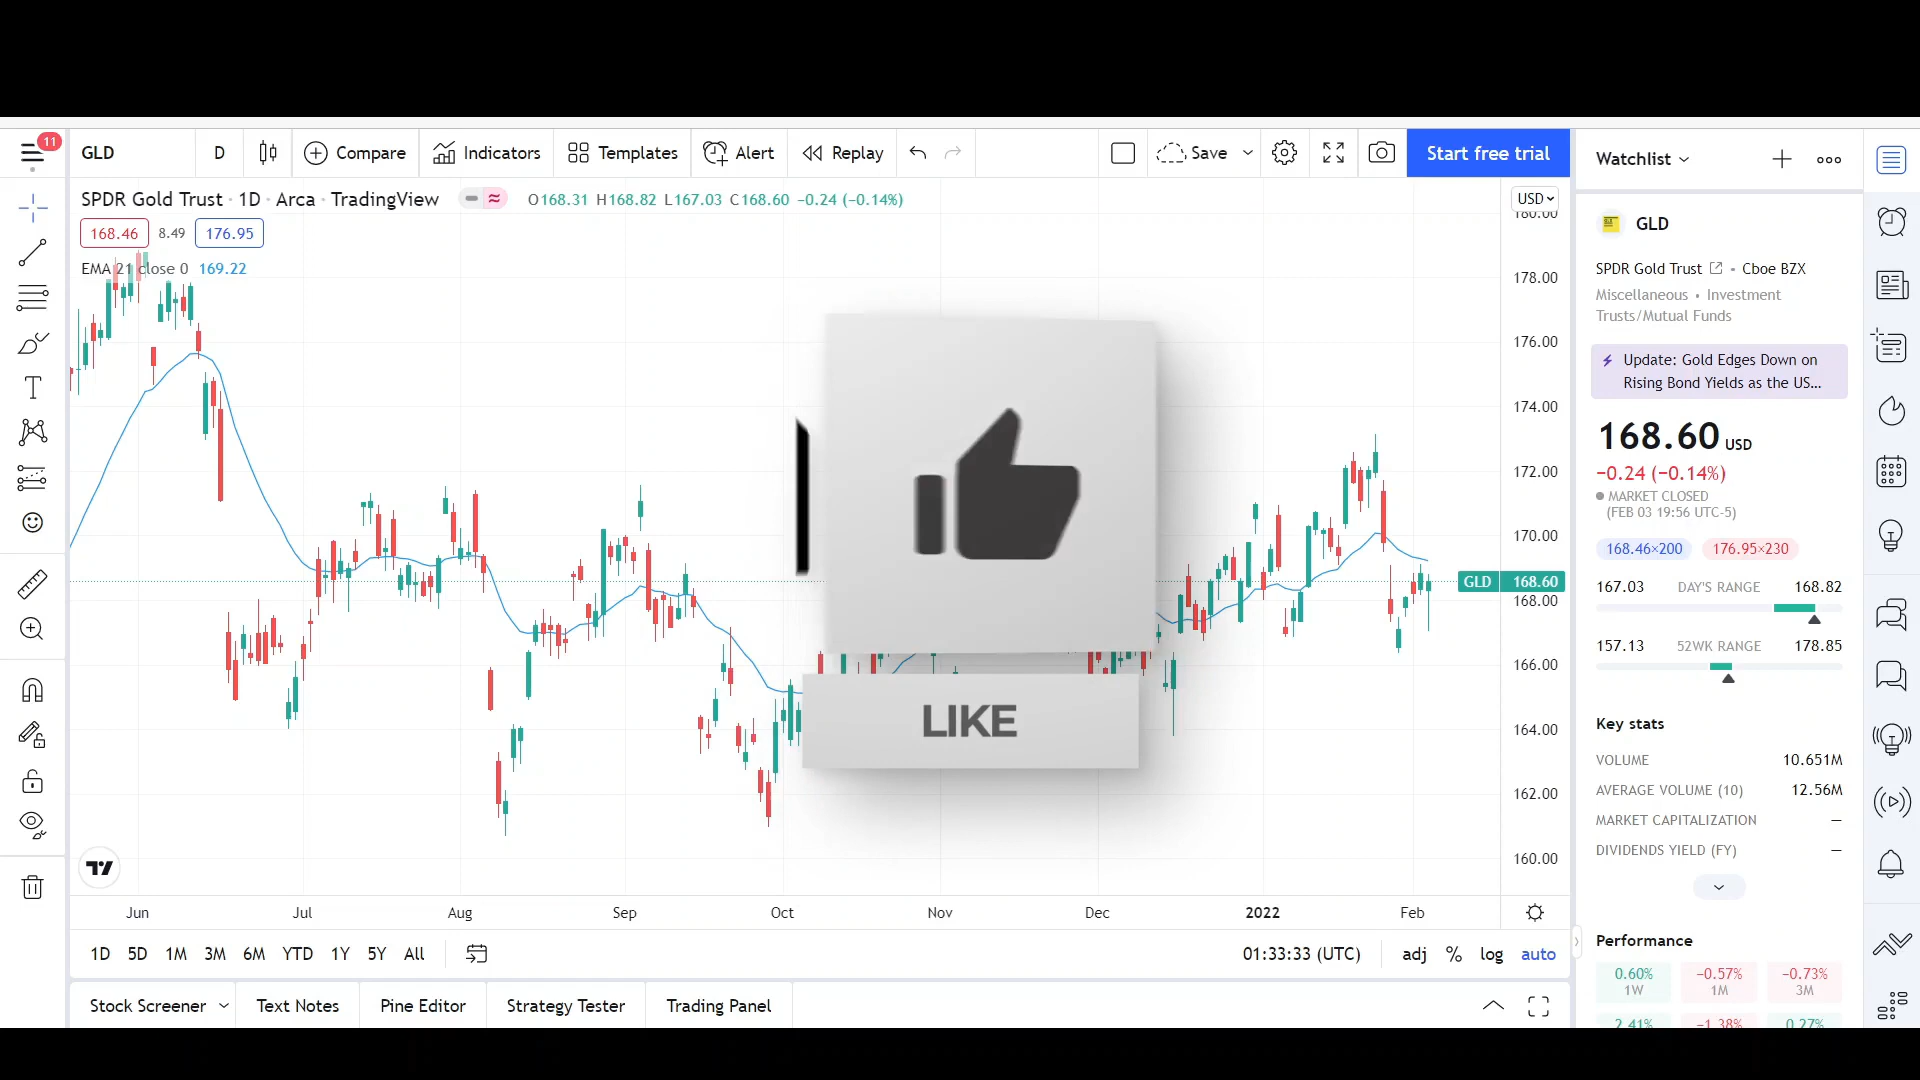 11
GLD
D
Compare
Indicators
Templates
Alert
Replay
Save
Start free trial
Watchlist
SPDR Gold Trust · 1D · Arca · TradingView
O168.31 H168.82 L167.03 C168.60 −0.24 (−0.14%)
168.46 8.49 176.95
EMA 21 close 0 169.22
USD
180.00
178.00
176.00
174.00
172.00
170.00
GLD 168.60
168.00
166.00
164.00
162.00
160.00
LIKE
Jun Jul Aug Sep Oct Nov Dec 2022 Feb
1D 5D 1M 3M 6M YTD 1Y 5Y All
01:33:33 (UTC) adj % log auto
Stock Screener Text Notes Pine Editor Strategy Tester Trading Panel
GLD
SPDR Gold Trust • Cboe BZX
Miscellaneous • Investment
Trusts/Mutual Funds
Update: Gold Edges Down on
Rising Bond Yields as the US...
168.60 USD
−0.24 (−0.14%)
MARKET CLOSED
(FEB 03 19:56 UTC-5)
168.46×200 176.95×230
167.03 DAY'S RANGE 168.82
157.13 52WK RANGE 178.85
Key stats
VOLUME 10.651M
AVERAGE VOLUME (10) 12.56M
MARKET CAPITALIZATION —
DIVIDENDS YIELD (FY) —
Performance
0.60% −0.57% −0.73%
1W 1M 3M
2.41% −1.38% 0.27%